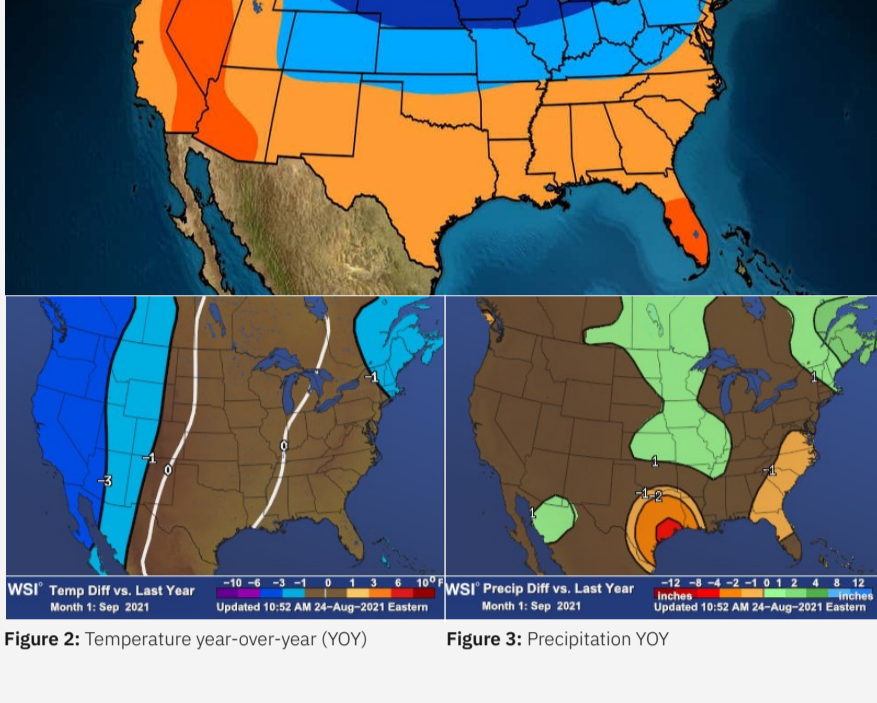 -1
-1
0
0
-3
WSI° Temp Diff vs. Last Year
Month 1: Sep 2021
-10 -6 -3 -1 0 1 3 6 10°F
Updated 10:52 AM 24-Aug-2021 Eastern
1
1
-1
-1
-2
1
WSI° Precip Diff vs. Last Year
Month 1: Sep 2021
-12 -8 -4 -2 -1 0 1 2 4 8 12
inches inches
Updated 10:52 AM 24-Aug-2021 Eastern
Figure 2: Temperature year-over-year (YOY)
Figure 3: Precipitation YOY